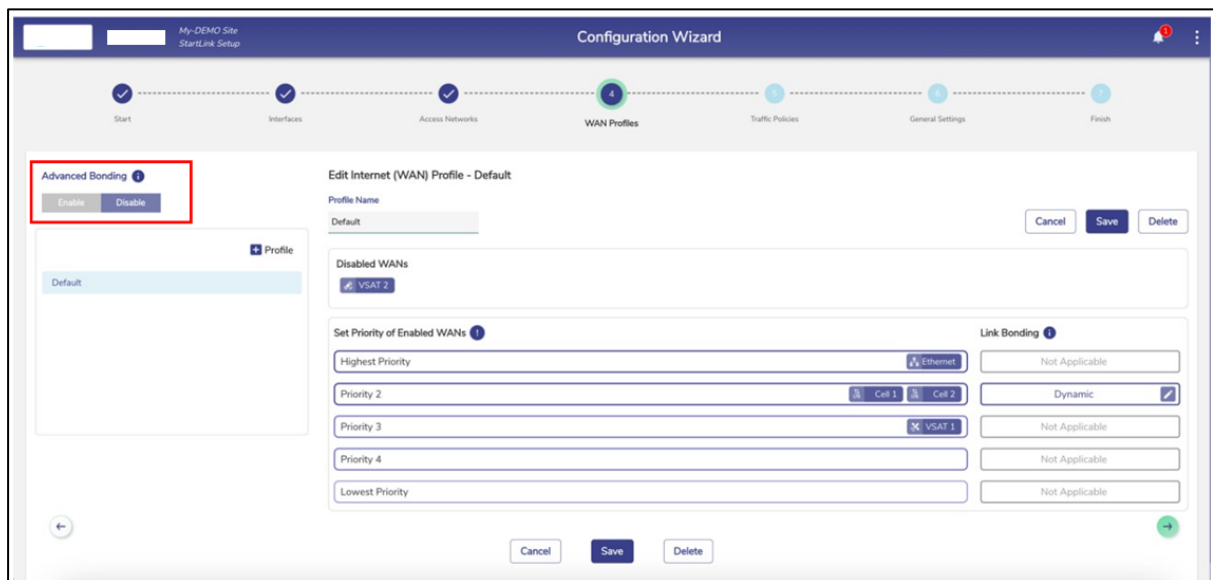 My-DEMO Site
StartLink Setup
Configuration Wizard
1
4
5
6
7
Start
Interfaces
Access Networks
WAN Profiles
Traffic Policies
General Settings
Finish
Advanced Bonding i
Enable Disable
+ Profile
Default
Edit Internet (WAN) Profile - Default
Profile Name
Default
Cancel Save Delete
Disabled WANs
VSAT 2
Set Priority of Enabled WANs !
Link Bonding i
Highest Priority Ethernet Not Applicable
Priority 2 Cell 1 Cell 2 Dynamic
Priority 3 VSAT 1 Not Applicable
Priority 4 Not Applicable
Lowest Priority Not Applicable
Cancel Save Delete